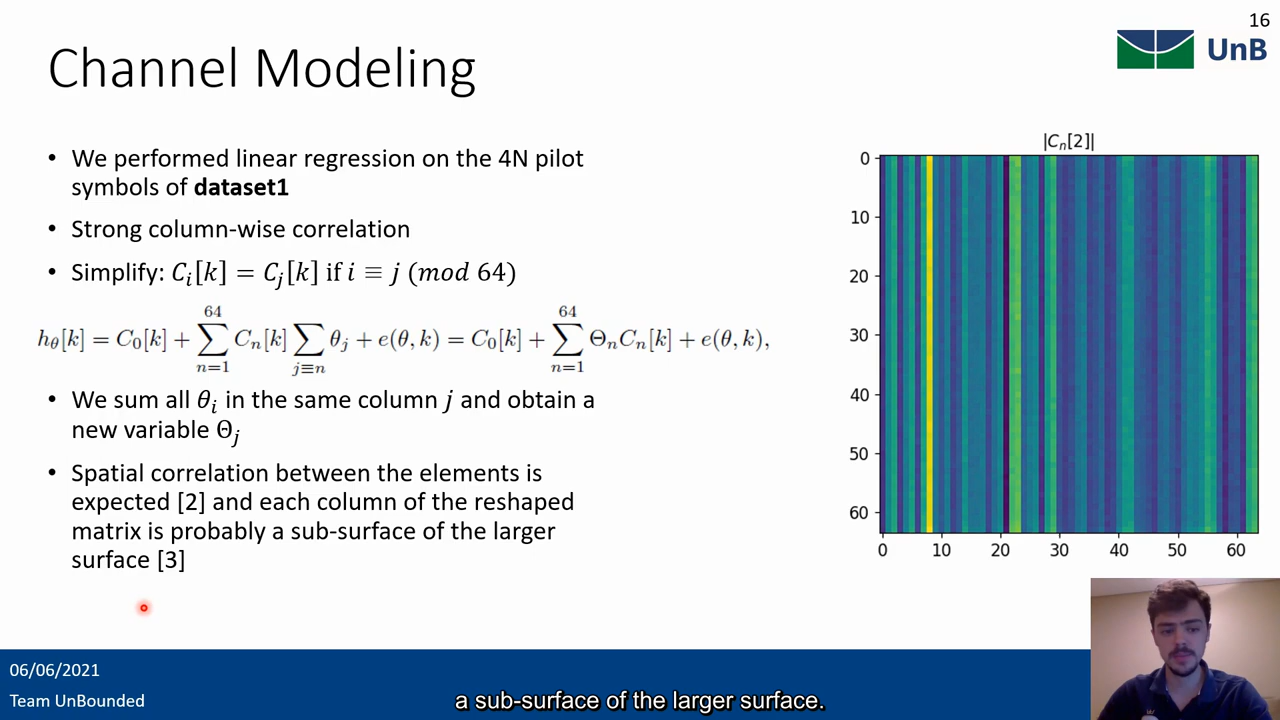 16
UnB
Channel Modeling
• We performed linear regression on the 4N pilot
symbols of dataset1
• Strong column-wise correlation
• Simplify: C_i[k] = C_j[k] if i ≡ j (mod 64)
h_θ[k] = C_0[k] + ∑_{n=1}^{64} C_n[k] ∑_{j≡n} θ_j + e(θ, k) = C_0[k] + ∑_{n=1}^{64} Θ_n C_n[k] + e(θ, k),
• We sum all θ_i in the same column j and obtain a
new variable Θ_j
• Spatial correlation between the elements is
expected [2] and each column of the reshaped
matrix is probably a sub-surface of the larger
surface [3]
|C_n[2]|
0
10
20
30
40
50
60
0 10 20 30 40 50 60
06/06/2021
Team UnBounded
a sub-surface of the larger surface.